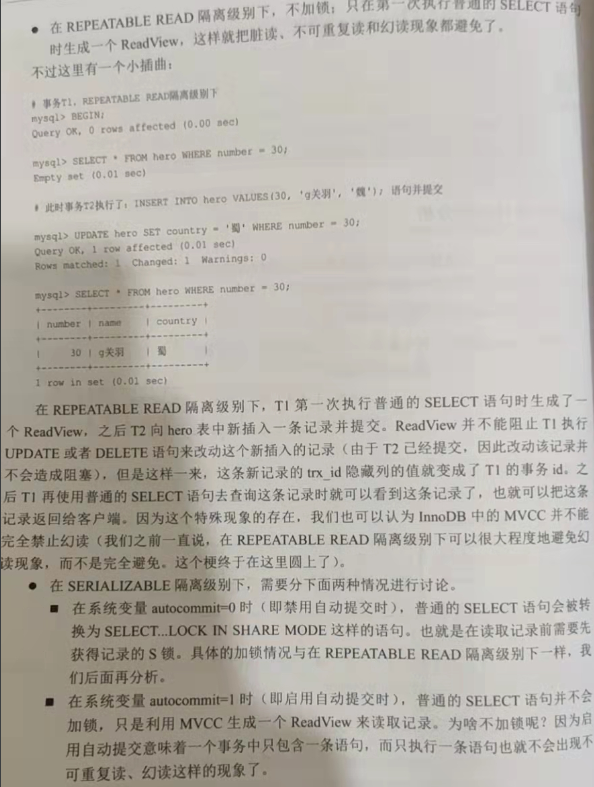 ● 在 REPEATABLE READ 隔离级别下，不加锁；只在第一次执行普通的 SELECT 语句
时生成一个 ReadView，这样就把脏读、不可重复读和幻读现象都避免了。
不过这里有一个小插曲：
# 事务T1，REPEATABLE READ隔离级别下
mysql> BEGIN;
Query OK, 0 rows affected (0.00 sec)
mysql> SELECT * FROM hero WHERE number = 30;
Empty set (0.01 sec)
# 此时事务T2执行了：INSERT INTO hero VALUES(30, 'g关羽', '魏'); 语句并提交
mysql> UPDATE hero SET country = '蜀' WHERE number = 30;
Query OK, 1 row affected (0.01 sec)
Rows matched: 1  Changed: 1  Warnings: 0
mysql> SELECT * FROM hero WHERE number = 30;
+--------+---------+---------+
| number | name    | country |
+--------+---------+---------+
|     30 | g关羽   | 蜀      |
+--------+---------+---------+
1 row in set (0.01 sec)
在 REPEATABLE READ 隔离级别下，T1 第一次执行普通的 SELECT 语句时生成了一
个 ReadView，之后 T2 向 hero 表中新插入一条记录并提交。ReadView 并不能阻止 T1 执行
UPDATE 或者 DELETE 语句来改动这个新插入的记录（由于 T2 已经提交，因此改动该记录并
不会造成阻塞），但是这样一来，这条新记录的 trx_id 隐藏列的值就变成了 T1 的事务 id。之
后 T1 再使用普通的 SELECT 语句去查询这条记录时就可以看到这条记录了，也就可以把这条
记录返回给客户端。因为这个特殊现象的存在，我们也可以认为 InnoDB 中的 MVCC 并不能
完全禁止幻读（我们之前一直说，在 REPEATABLE READ 隔离级别下可以很大程度地避免幻
读现象，而不是完全避免。这个梗终于在这里圆上了）。
● 在 SERIALIZABLE 隔离级别下，需要分下面两种情况进行讨论。
■ 在系统变量 autocommit=0 时（即禁用自动提交时），普通的 SELECT 语句会被转
换为 SELECT...LOCK IN SHARE MODE 这样的语句。也就是在读取记录前需要先
获得记录的 S 锁。具体的加锁情况与在 REPEATABLE READ 隔离级别下一样，我
们后面再分析。
■ 在系统变量 autocommit=1 时（即启用自动提交时），普通的 SELECT 语句并不会
加锁，只是利用 MVCC 生成一个 ReadView 来读取记录。为啥不加锁呢？因为启
用自动提交意味着一个事务中只包含一条语句，而只执行一条语句也就不会出现不
可重复读、幻读这样的现象了。